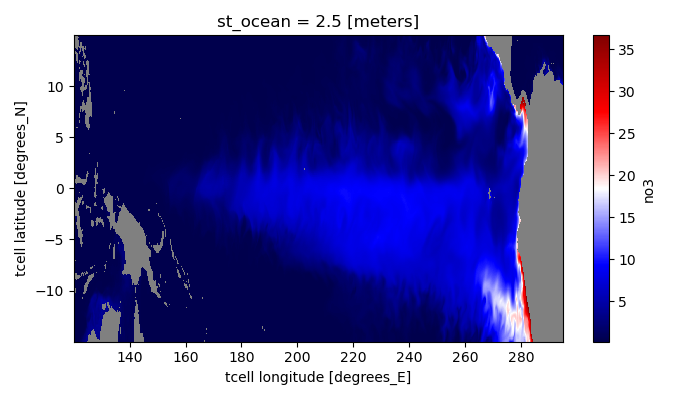 st_ocean = 2.5 [meters]
10
5
0
−5
−10
tcell latitude [degrees_N]
140 160 180 200 220 240 260 280
tcell longitude [degrees_E]
35
30
25
20
15
10
5
no3